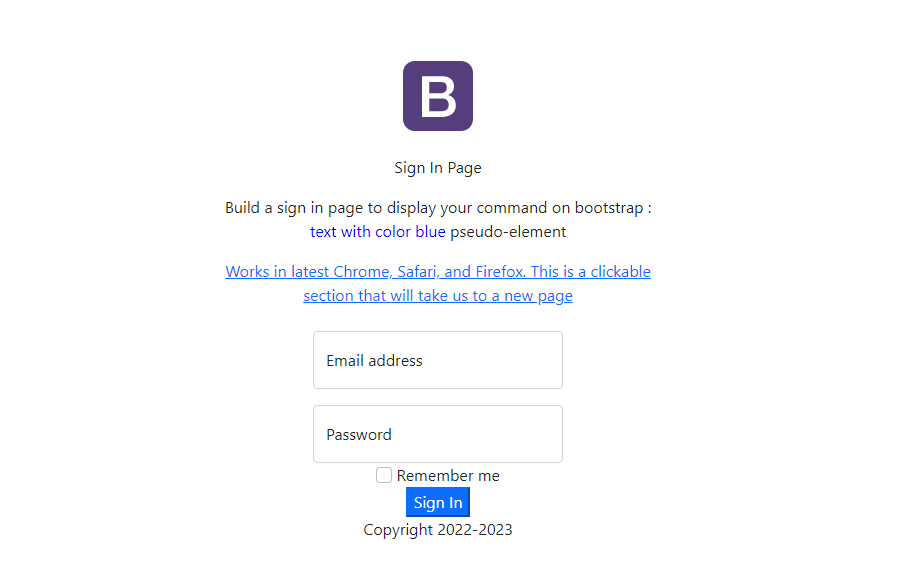 B
Sign In Page
Build a sign in page to display your command on bootstrap :
text with color blue pseudo-element
Works in latest Chrome, Safari, and Firefox. This is a clickable
section that will take us to a new page
Email address
Password
Remember me
Sign In
Copyright 2022-2023